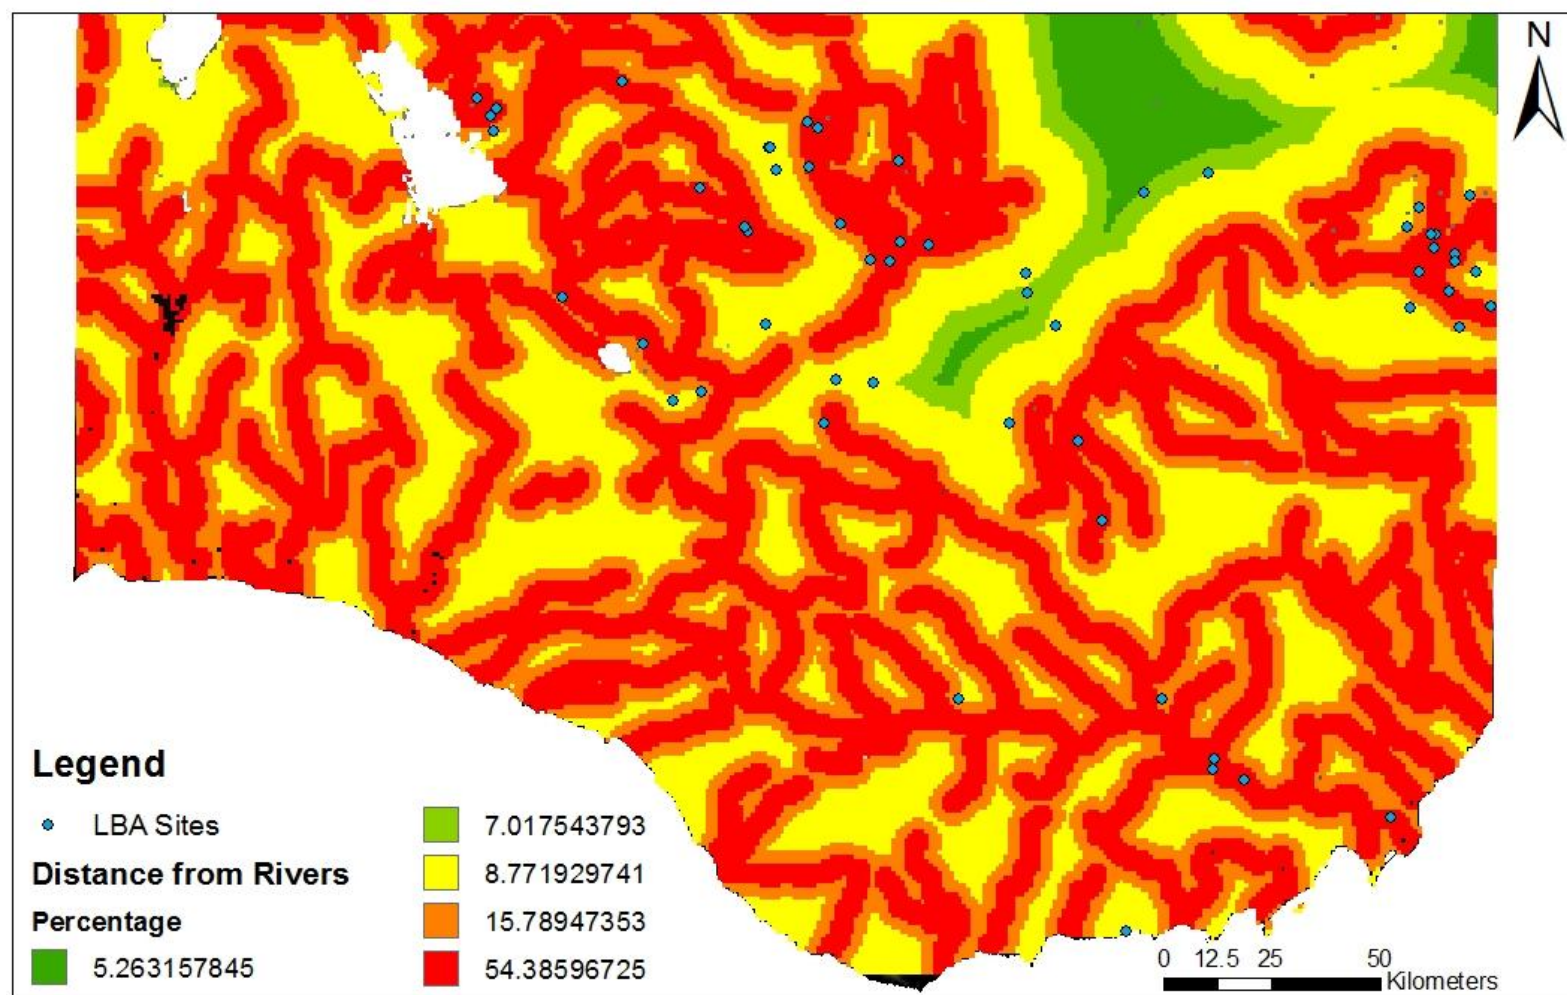 N
Legend
LBA Sites
Distance from Rivers
Percentage
5.263157845
7.017543793
8.771929741
15.78947353
54.38596725
0 12.5 25 50
Kilometers